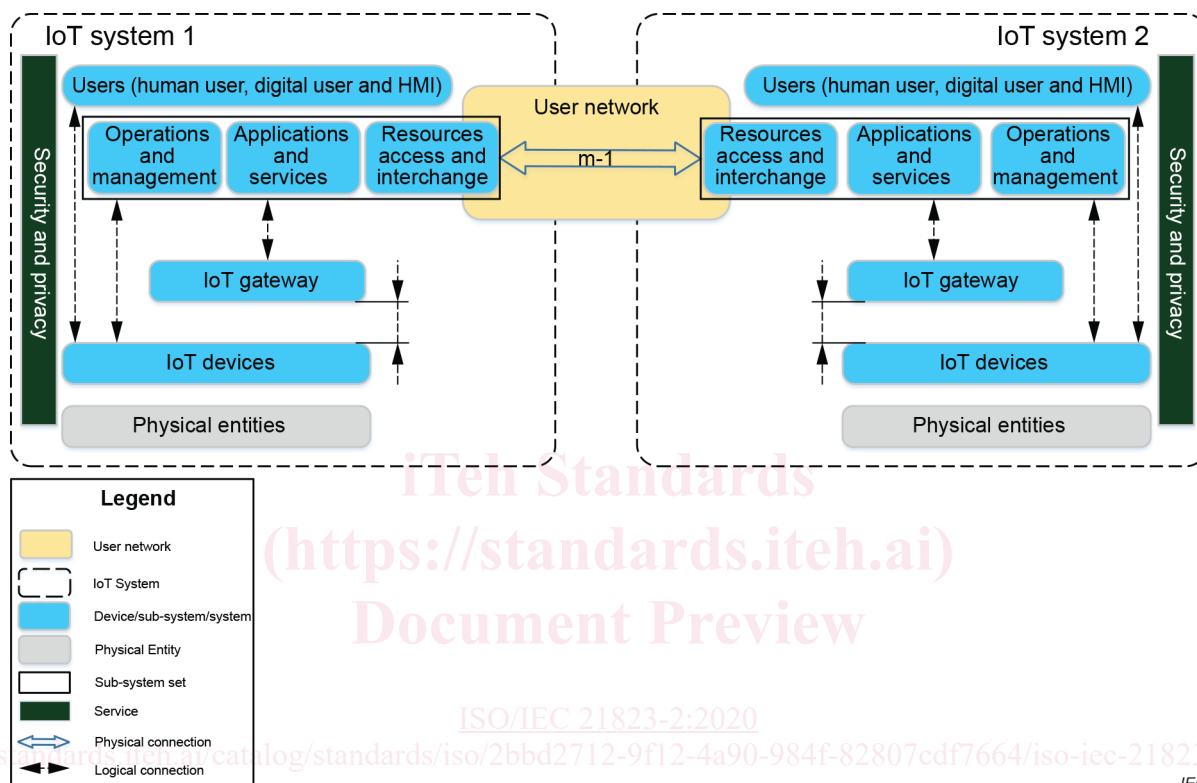 IoT system 1
IoT system 2
Users (human user, digital user and HMI)
Users (human user, digital user and HMI)
User network
Security and privacy
Operations and management
Applications and services
Resources access and interchange
m-1
Resources access and interchange
Applications and services
Operations and management
Security and privacy
IoT gateway
IoT gateway
IoT devices
IoT devices
Physical entities
Physical entities
iTeh Standards
(https://standards.iteh.ai)
Document Preview
Legend
User network
IoT System
Device/sub-system/system
Physical Entity
Sub-system set
Service
Physical connection
Logical connection
ISO/IEC 21823-2:2020
standards.iteh.ai/catalog/standards/iso/2bbd2712-9f12-4a90-984f-82807cdf7664/iso-iec-2182